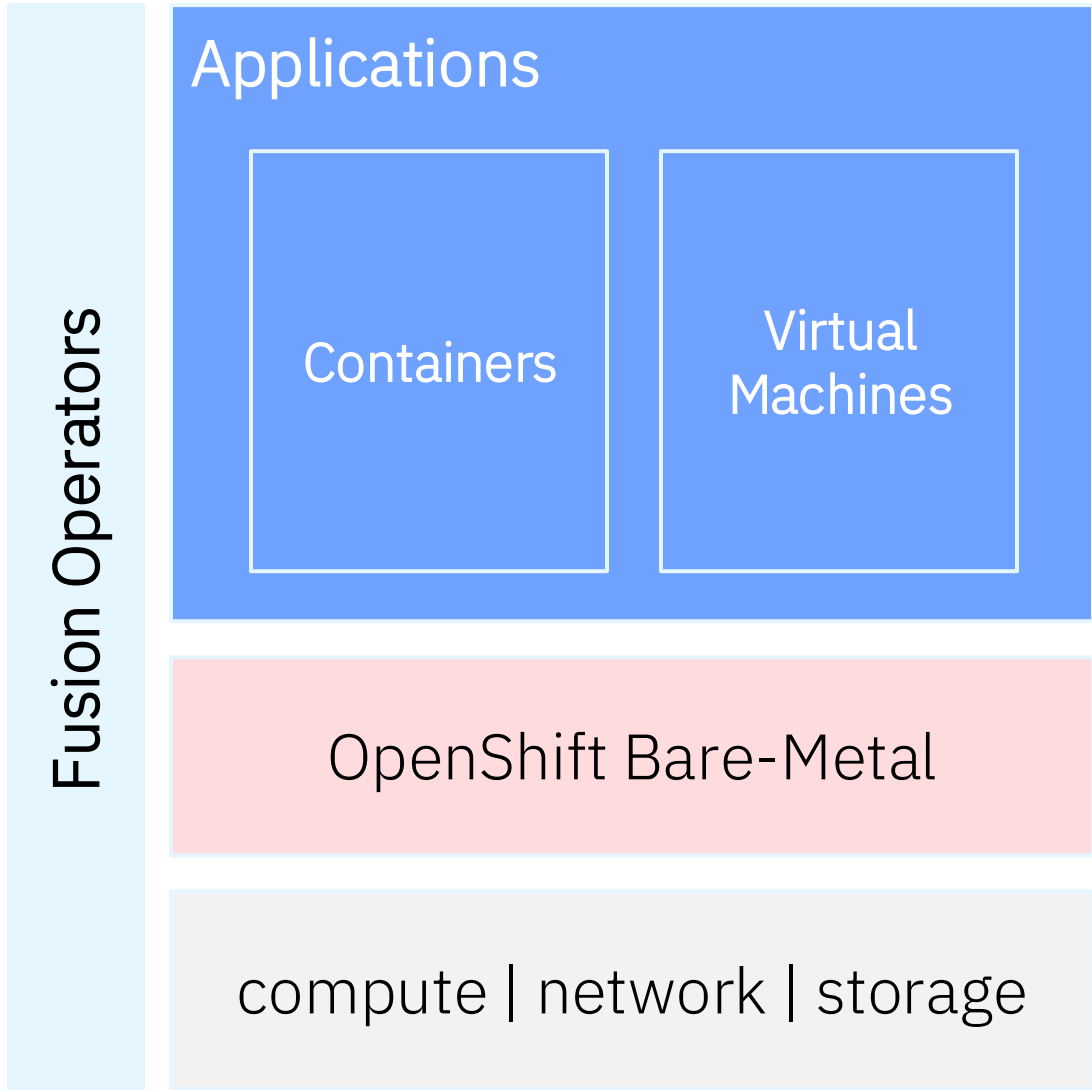 Fusion Operators
Applications
Containers
Virtual
Machines
OpenShift Bare-Metal
compute | network | storage